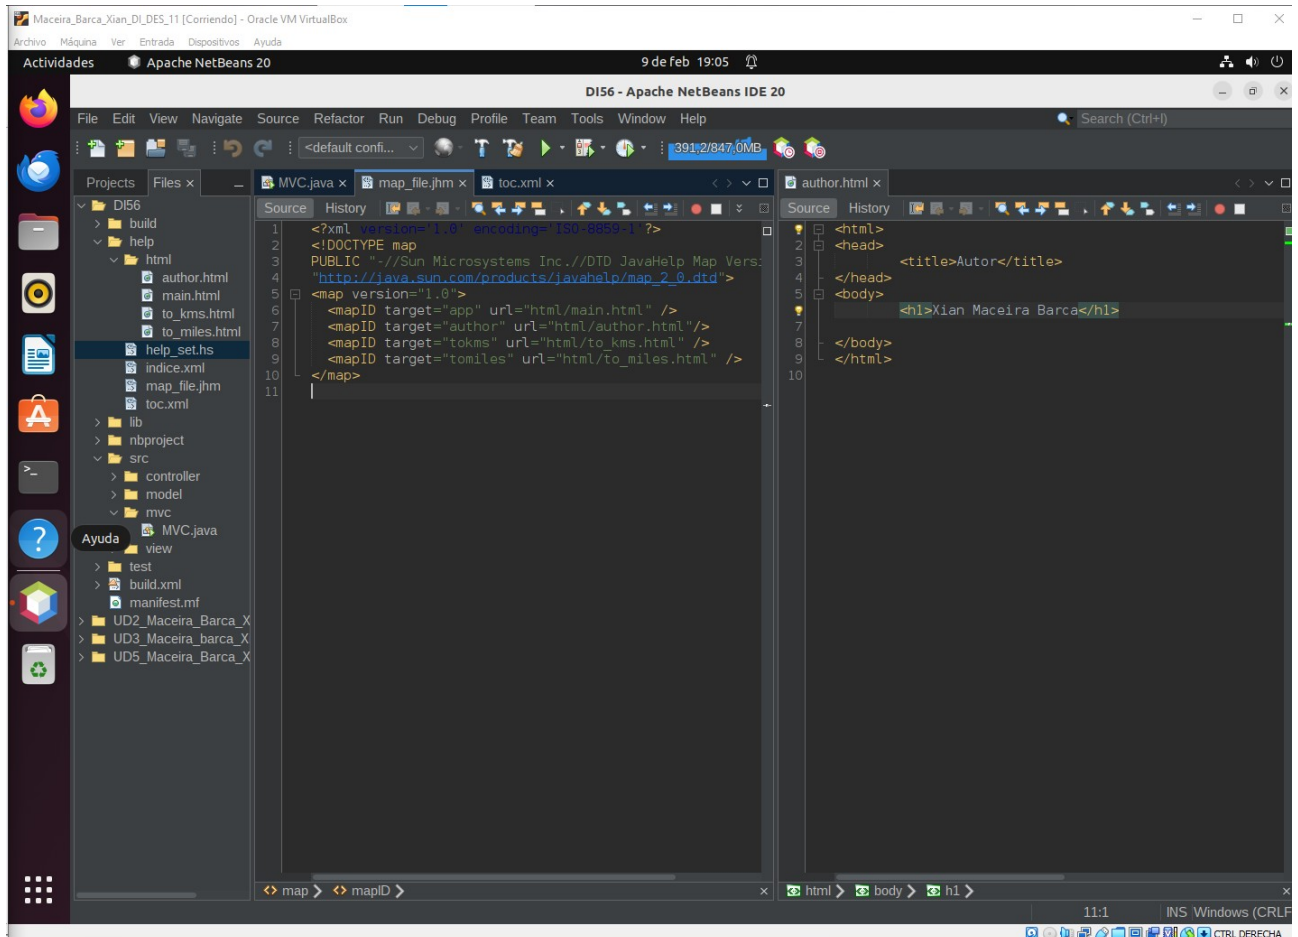 Maceira_Barca_Xian_DI_DES_11 [Corriendo] - Oracle VM VirtualBox
Archivo Máquina Ver Entrada Dispositivos Ayuda
Actividades Apache NetBeans 20 9 de feb 19:05
DI56 - Apache NetBeans IDE 20
File Edit View Navigate Source Refactor Run Debug Profile Team Tools Window Help Search (Ctrl+I)
<default confi... 391,2/847,0MB
Projects Files
DI56
build
help
html
author.html
main.html
to_kms.html
to_miles.html
help_set.hs
indice.xml
map_file.jhm
toc.xml
lib
nbproject
src
controller
model
mvc
MVC.java
view
test
build.xml
manifest.mf
UD2_Maceira_Barca_X
UD3_Maceira_barca_X
UD5_Maceira_Barca_X
Ayuda
MVC.java map_file.jhm toc.xml
Source History
1 <?xml version='1.0' encoding='ISO-8859-1'?>
2 <!DOCTYPE map
3 PUBLIC "-//Sun Microsystems Inc.//DTD JavaHelp Map Versi
4 "http://java.sun.com/products/javahelp/map_2_0.dtd">
5 <map version="1.0">
6 <mapID target="app" url="html/main.html" />
7 <mapID target="author" url="html/author.html"/>
8 <mapID target="tokms" url="html/to_kms.html" />
9 <mapID target="tomiles" url="html/to_miles.html" />
10 </map>
11
map mapID
author.html
Source History
<html>
2 <head>
3 <title>Autor</title>
4 </head>
5 <body>
<h1>Xian Maceira Barca</h1>
7
8 </body>
9 </html>
10
html body h1
11:1 INS Windows (CRLF
CTRL DERECHA